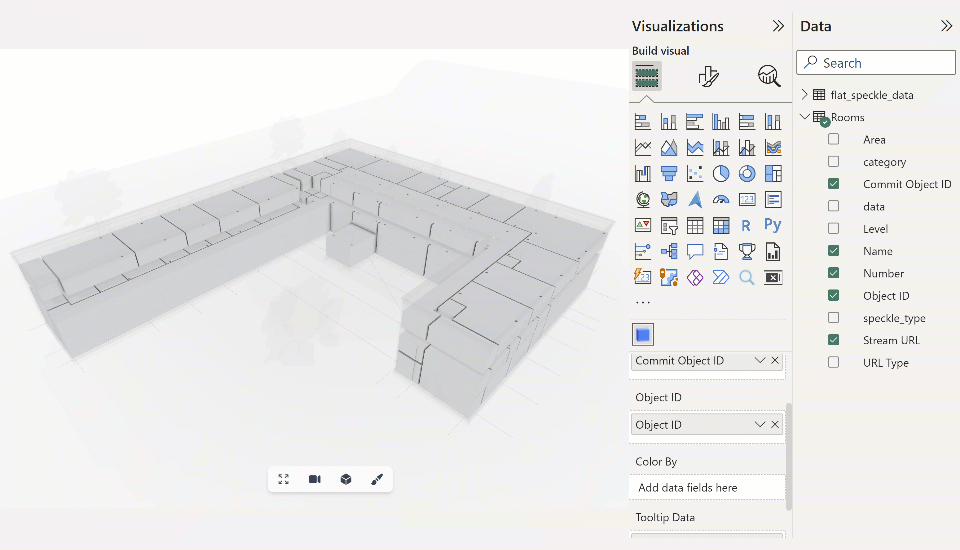 Visualizations
Build visual
123
R
Py
123
...
Commit Object ID
Object ID
Object ID
Color By
Add data fields here
Tooltip Data
Data
Search
flat_speckle_data
Rooms
Area
category
Commit Object ID
data
Level
Name
Number
Object ID
speckle_type
Stream URL
URL Type